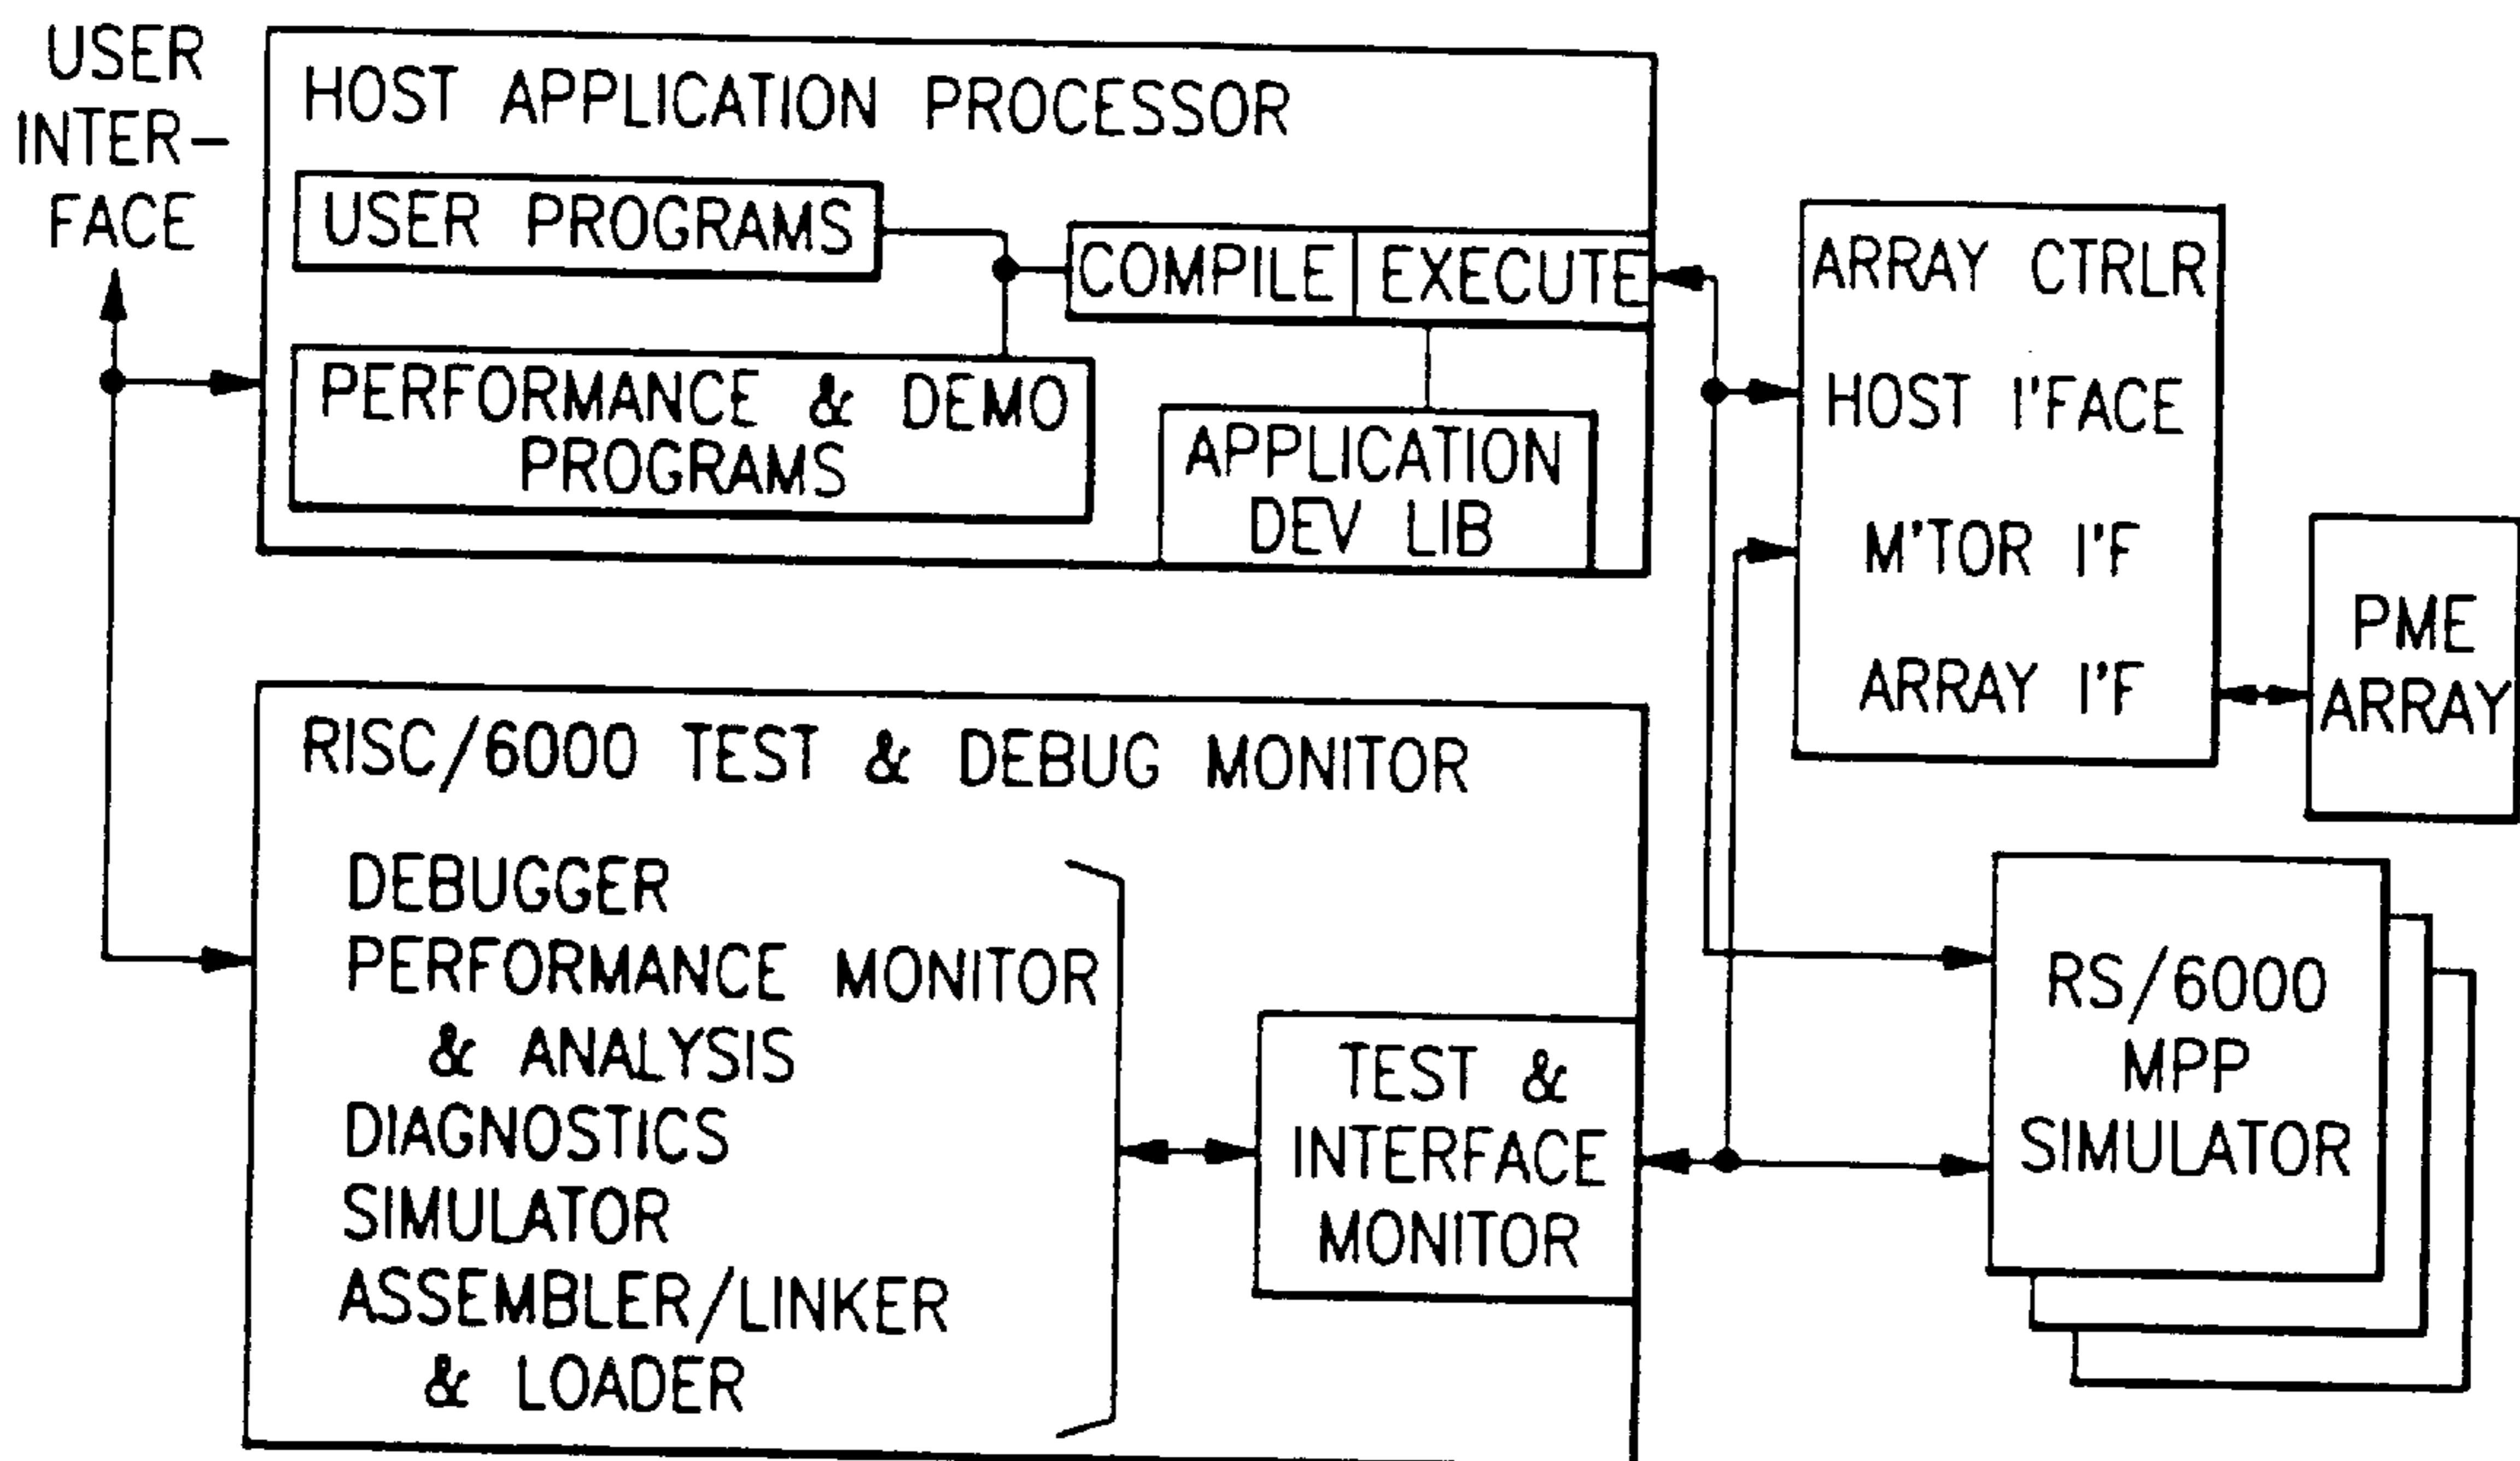 USER
INTER-
FACE
HOST APPLICATION PROCESSOR
USER PROGRAMS
COMPILE
EXECUTE
PERFORMANCE & DEMO
PROGRAMS
APPLICATION
DEV LIB
ARRAY CTRLR
HOST I'FACE
M'TOR I'F
ARRAY I'F
PME
ARRAY
RISC/6000 TEST & DEBUG MONITOR
DEBUGGER
PERFORMANCE MONITOR
& ANALYSIS
DIAGNOSTICS
SIMULATOR
ASSEMBLER/LINKER
& LOADER
TEST &
INTERFACE
MONITOR
RS/6000
MPP
SIMULATOR